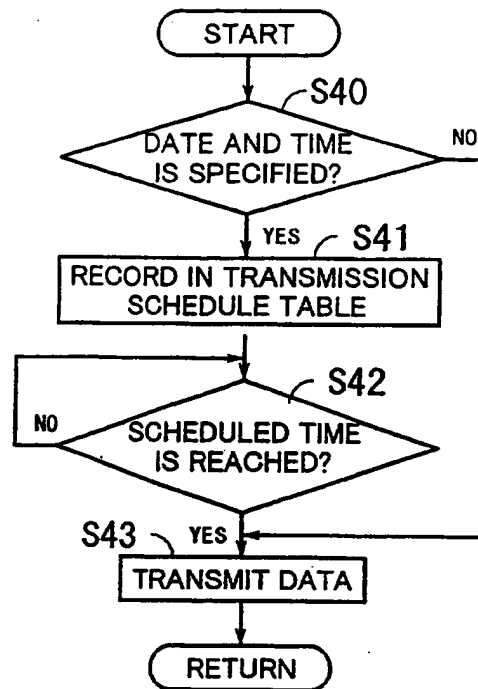 START
S40
DATE AND TIME
IS SPECIFIED?
NO
YES
S41
RECORD IN TRANSMISSION
SCHEDULE TABLE
S42
NO
SCHEDULED TIME
IS REACHED?
S43
YES
TRANSMIT DATA
RETURN